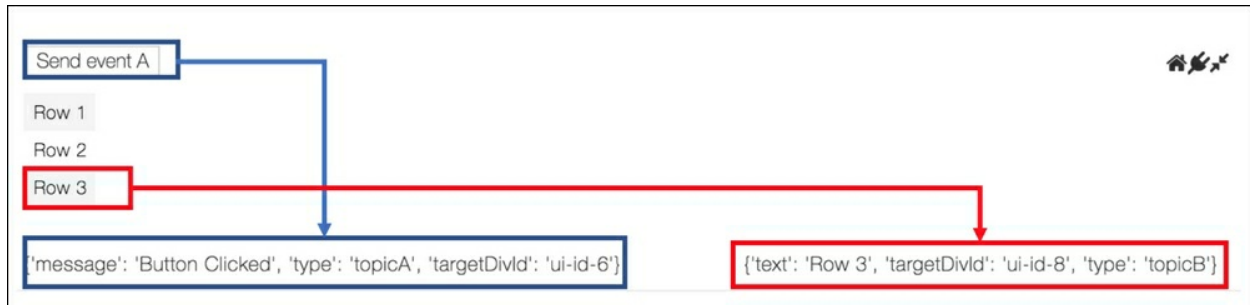 Send event A
Row 1
Row 2
Row 3
{'message': 'Button Clicked', 'type': 'topicA', 'targetDivId': 'ui-id-6'}
{'text': 'Row 3', 'targetDivId': 'ui-id-8', 'type': 'topicB'}